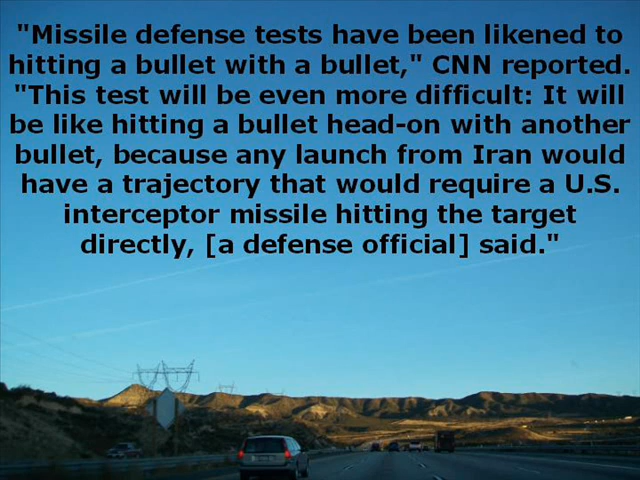 "Missile defense tests have been likened to
hitting a bullet with a bullet," CNN reported.
"This test will be even more difficult: It will
be like hitting a bullet head-on with another
bullet, because any launch from Iran would
have a trajectory that would require a U.S.
interceptor missile hitting the target
directly, [a defense official] said."